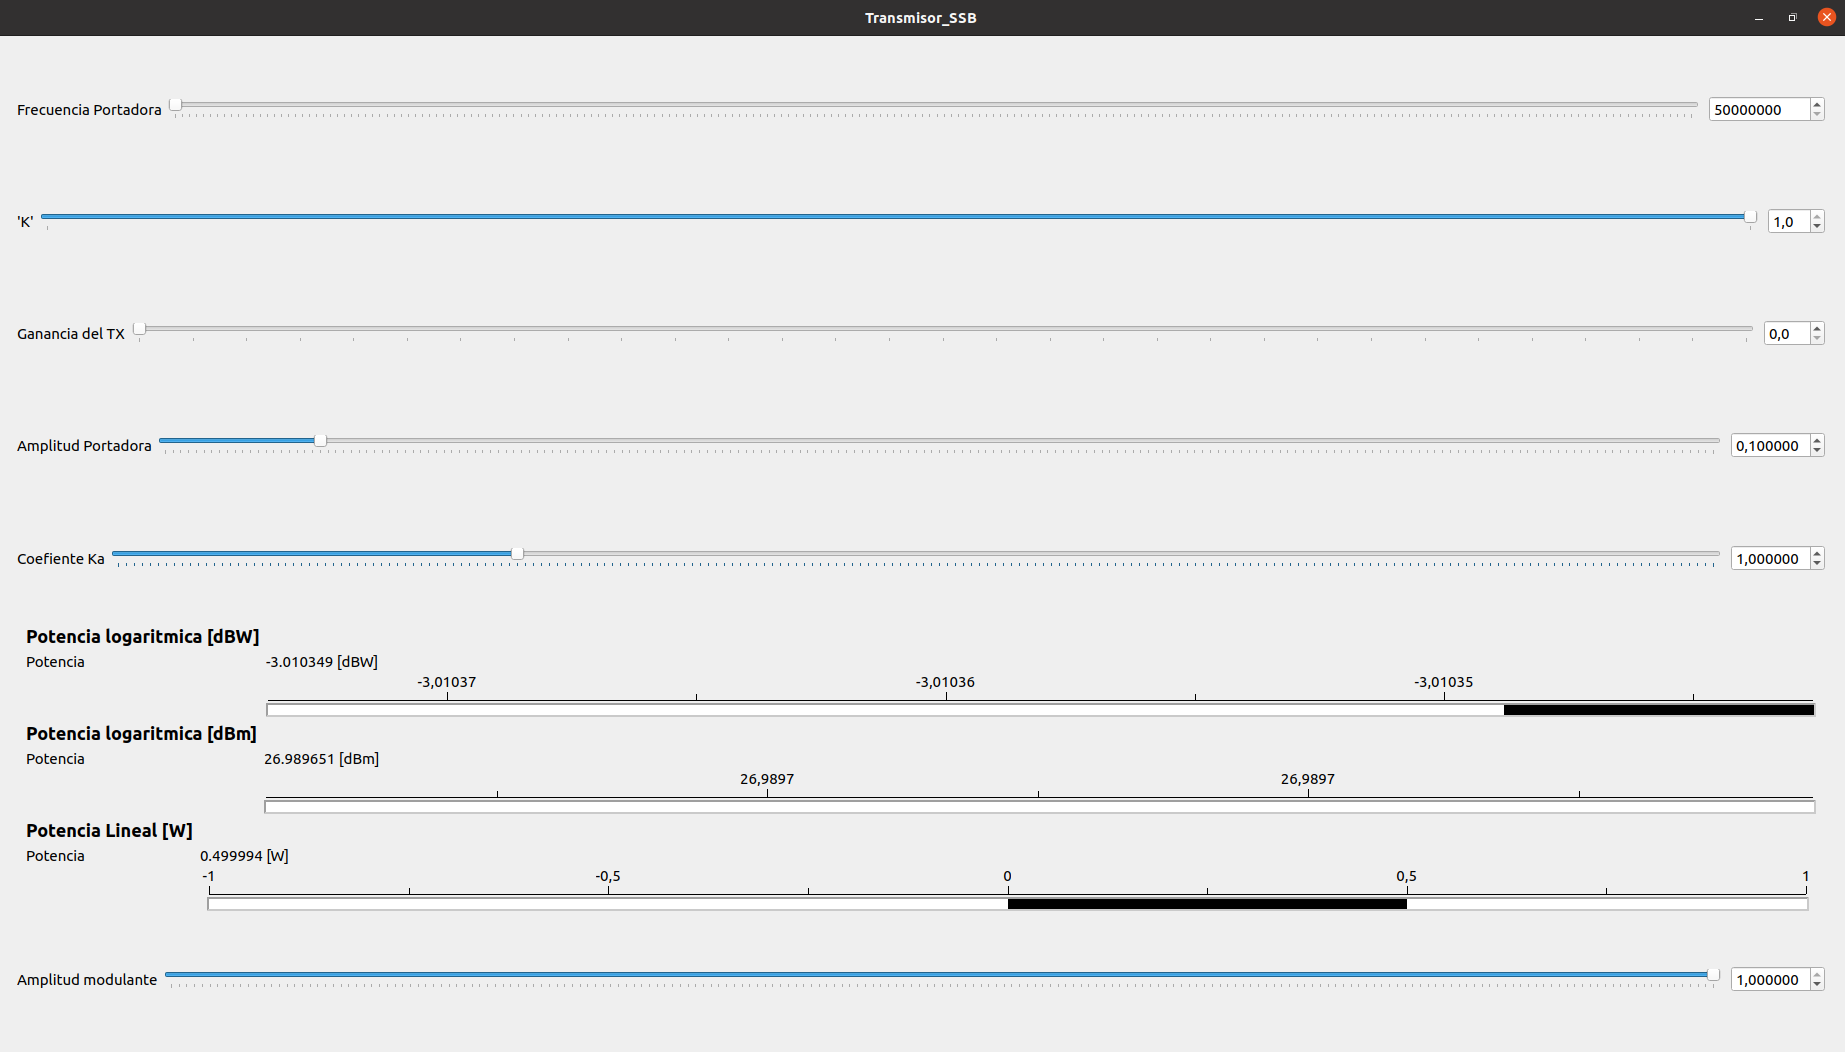 Transmisor_SSB
Frecuencia Portadora 50000000
'K' 1,0
Ganancia del TX 0,0
Amplitud Portadora 0,100000
Coefiente Ka 1,000000
Potencia logaritmica [dBW]
Potencia -3.010349 [dBW]
-3,01037 -3,01036 -3,01035
Potencia logaritmica [dBm]
Potencia 26.989651 [dBm]
26,9897 26,9897
Potencia Lineal [W]
Potencia 0.499994 [W]
-1 -0,5 0 0,5 1
Amplitud modulante 1,000000